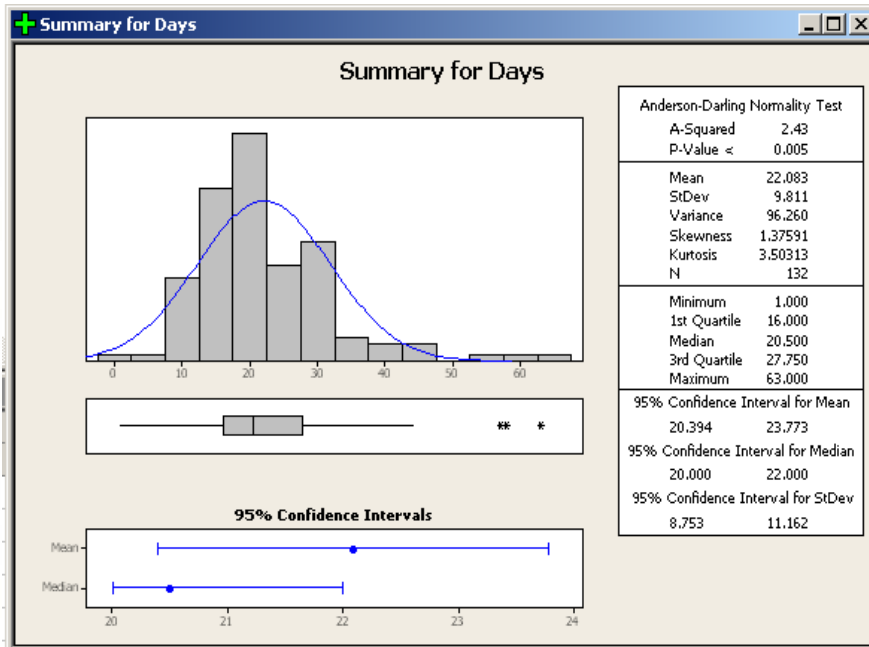 Summary for Days
Summary for Days
0 10 20 30 40 50 60
* * *
95% Confidence Intervals
Mean
Median
20 21 22 23 24
Anderson-Darling Normality Test
A-Squared 2.43
P-Value < 0.005
Mean 22.083
StDev 9.811
Variance 96.260
Skewness 1.37591
Kurtosis 3.50313
N 132
Minimum 1.000
1st Quartile 16.000
Median 20.500
3rd Quartile 27.750
Maximum 63.000
95% Confidence Interval for Mean
20.394 23.773
95% Confidence Interval for Median
20.000 22.000
95% Confidence Interval for StDev
8.753 11.162